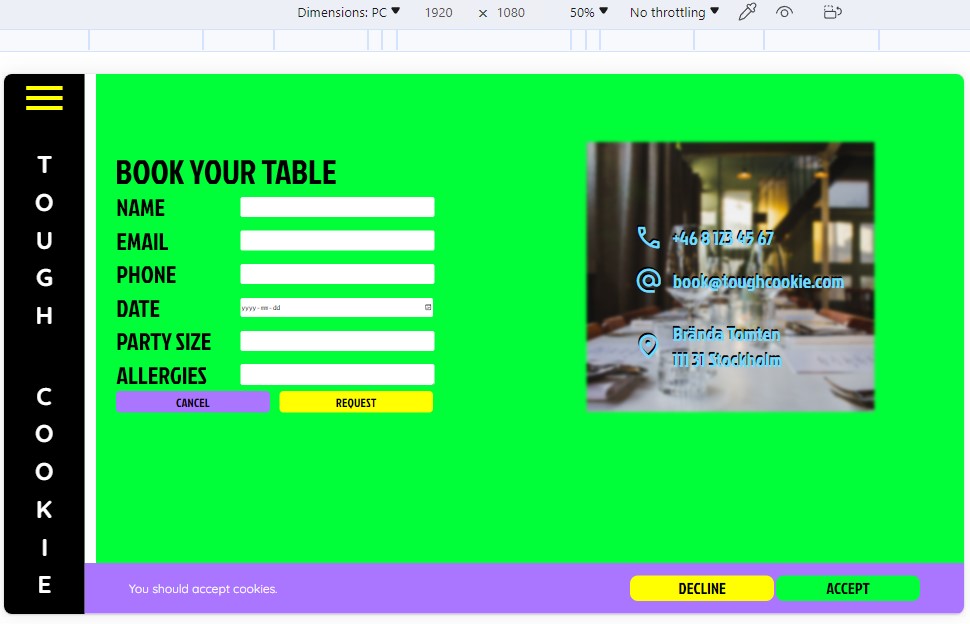 Dimensions: PC 1920 × 1080 50% No throttling
TOUGH COOKIE
BOOK YOUR TABLE
NAME
EMAIL
PHONE
DATE yyyy-mm-dd
PARTY SIZE
ALLERGIES
CANCEL REQUEST
+46 8 123 45 67
book@toughcookie.com
Brända Tomten
111 31 Stockholm
You should accept cookies. DECLINE ACCEPT